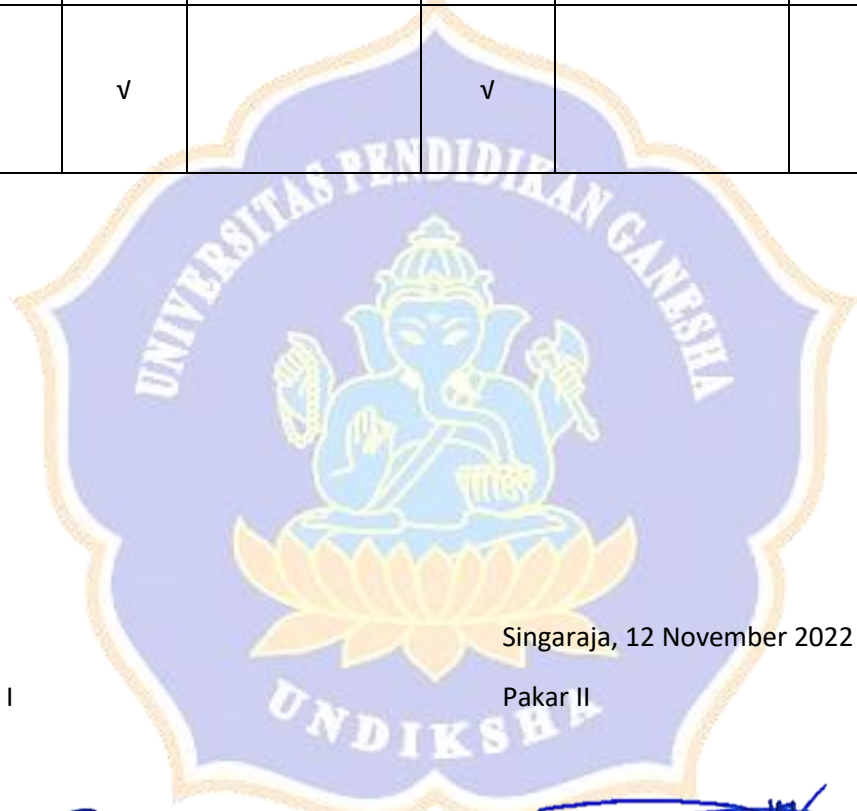 √ √
UNIVERSITAS PENDIDIKAN GANESHA
Singaraja, 12 November 2022
I Pakar II
UNDIKSHA